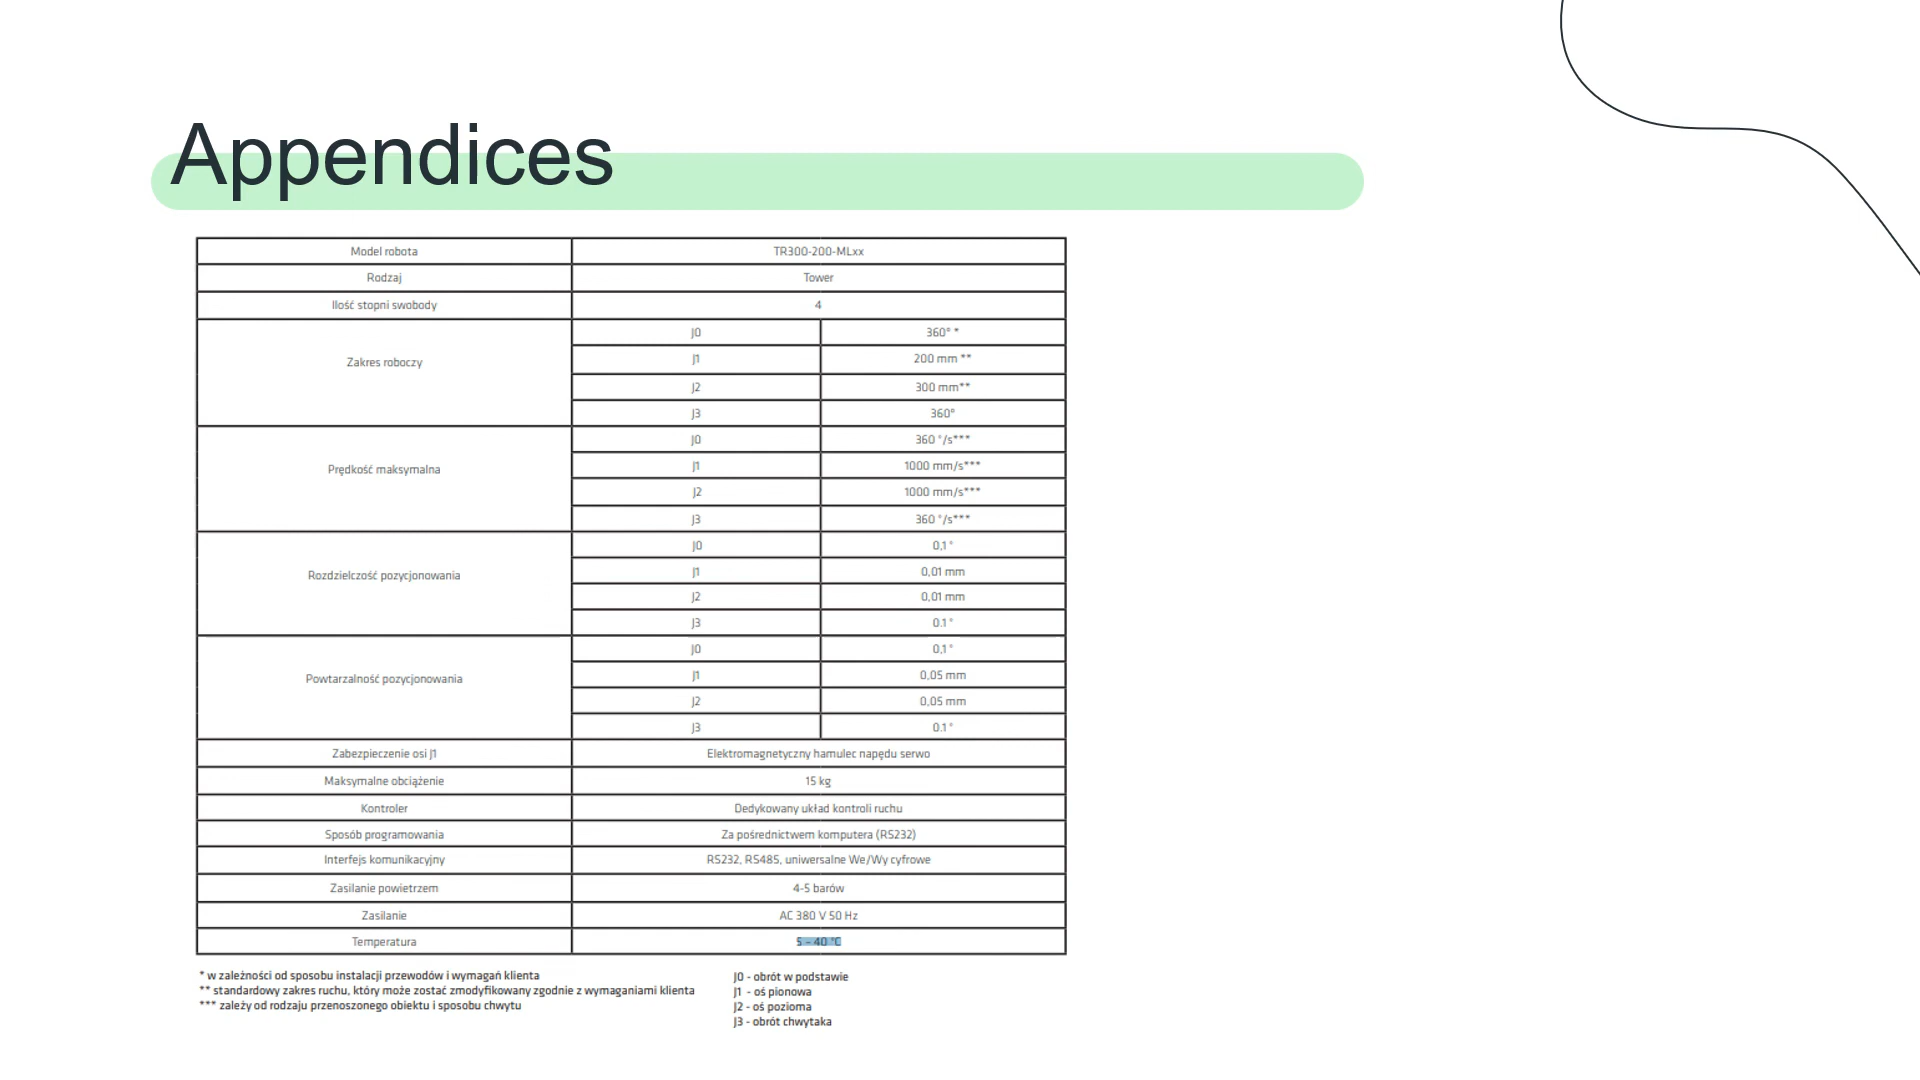 Appendices
Model robota TR300-200-MLxx
Rodzaj Tower
Ilość stopni swobody 4
Zakres roboczy
J0 360° *
J1 200 mm **
J2 300 mm**
J3 360°
Prędkość maksymalna
J0 360 °/s***
J1 1000 mm/s***
J2 1000 mm/s***
J3 360 °/s***
Rozdzielczość pozycjonowania
J0 0,1 °
J1 0,01 mm
J2 0,01 mm
J3 0.1 °
Powtarzalność pozycjonowania
J0 0,1 °
J1 0,05 mm
J2 0,05 mm
J3 0.1 °
Zabezpieczenie osi J1 Elektromagnetyczny hamulec napędu serwo
Maksymalne obciążenie 15 kg
Kontroler Dedykowany układ kontroli ruchu
Sposób programowania Za pośrednictwem komputera (RS232)
Interfejs komunikacyjny RS232, RS485, uniwersalne We/Wy cyfrowe
Zasilanie powietrzem 4-5 barów
Zasilanie AC 380 V 50 Hz
Temperatura 5 – 40 °C
* w zależności od sposobu instalacji przewodów i wymagań klienta
** standardowy zakres ruchu, który może zostać zmodyfikowany zgodnie z wymaganiami klienta
*** zależy od rodzaju przenoszonego obiektu i sposobu chwytu
J0 - obrót w podstawie
J1 - oś pionowa
J2 - oś pozioma
J3 - obrót chwytaka